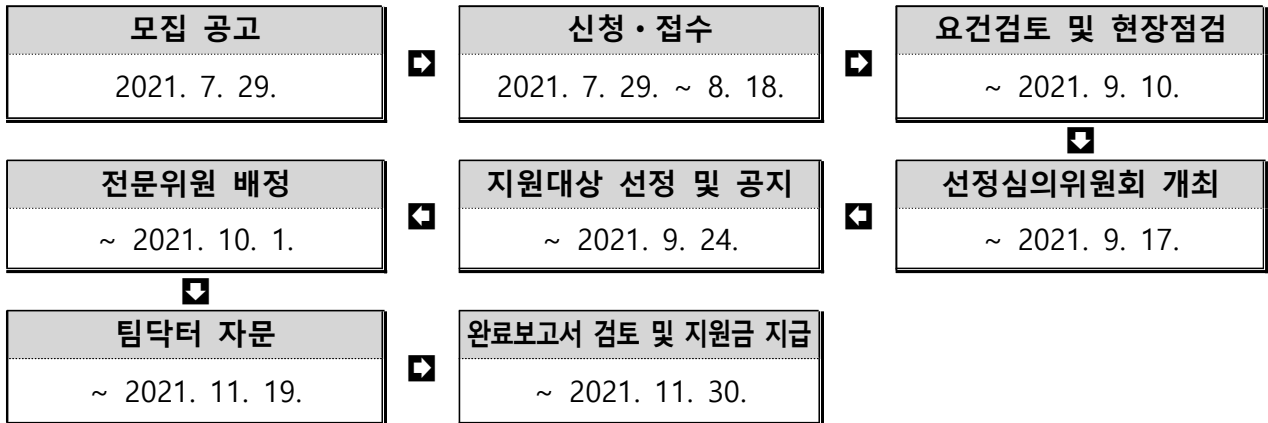 모집 공고
2021. 7. 29.
신청・접수
2021. 7. 29. ~ 8. 18.
요건검토 및 현장점검
~ 2021. 9. 10.
선정심의위원회 개최
~ 2021. 9. 17.
지원대상 선정 및 공지
~ 2021. 9. 24.
전문위원 배정
~ 2021. 10. 1.
팀닥터 자문
~ 2021. 11. 19.
완료보고서 검토 및 지원금 지급
~ 2021. 11. 30.